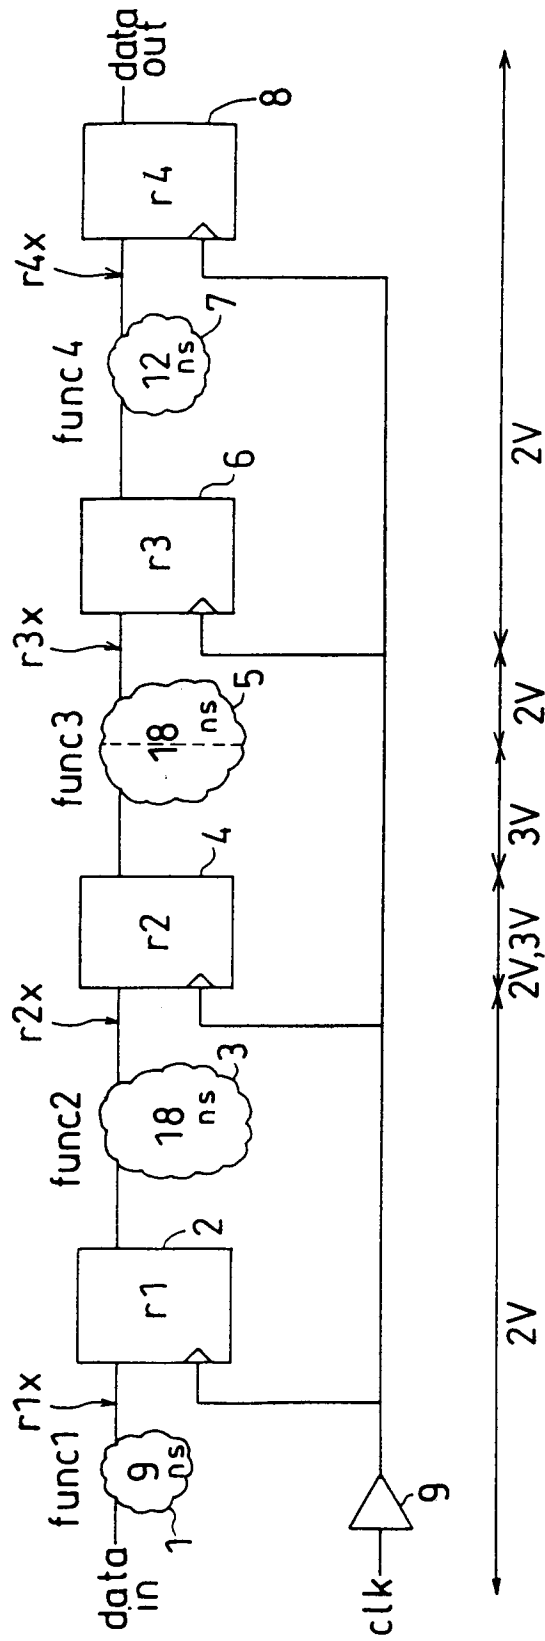 func1
func2
func3
func4
r1x
r2x
r3x
r4x
data
in
9
ns
1
r1
2
18
ns
3
r2
4
18
ns
5
r3
6
12
ns
7
r4
8
data
out
clk
9
2V
2V,3V
3V
2V
2V